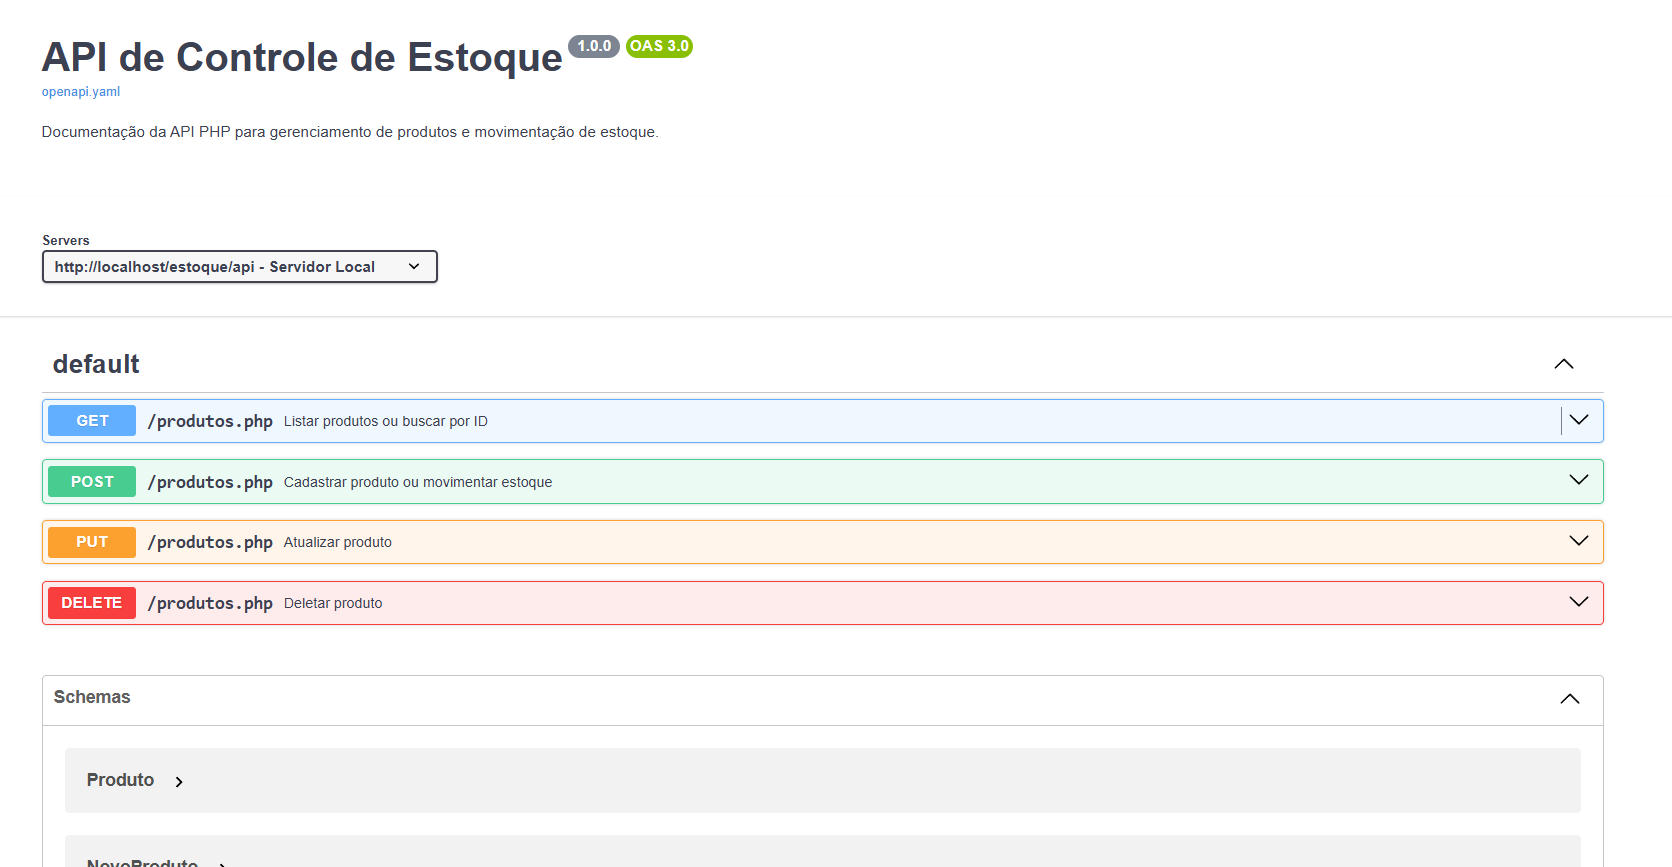 API de Controle de Estoque 1.0.0 OAS 3.0
openapi.yaml
Documentação da API PHP para gerenciamento de produtos e movimentação de estoque.
Servers
http://localhost/estoque/api - Servidor Local
default
GET /produtos.php Listar produtos ou buscar por ID
POST /produtos.php Cadastrar produto ou movimentar estoque
PUT /produtos.php Atualizar produto
DELETE /produtos.php Deletar produto
Schemas
Produto
NovoProduto